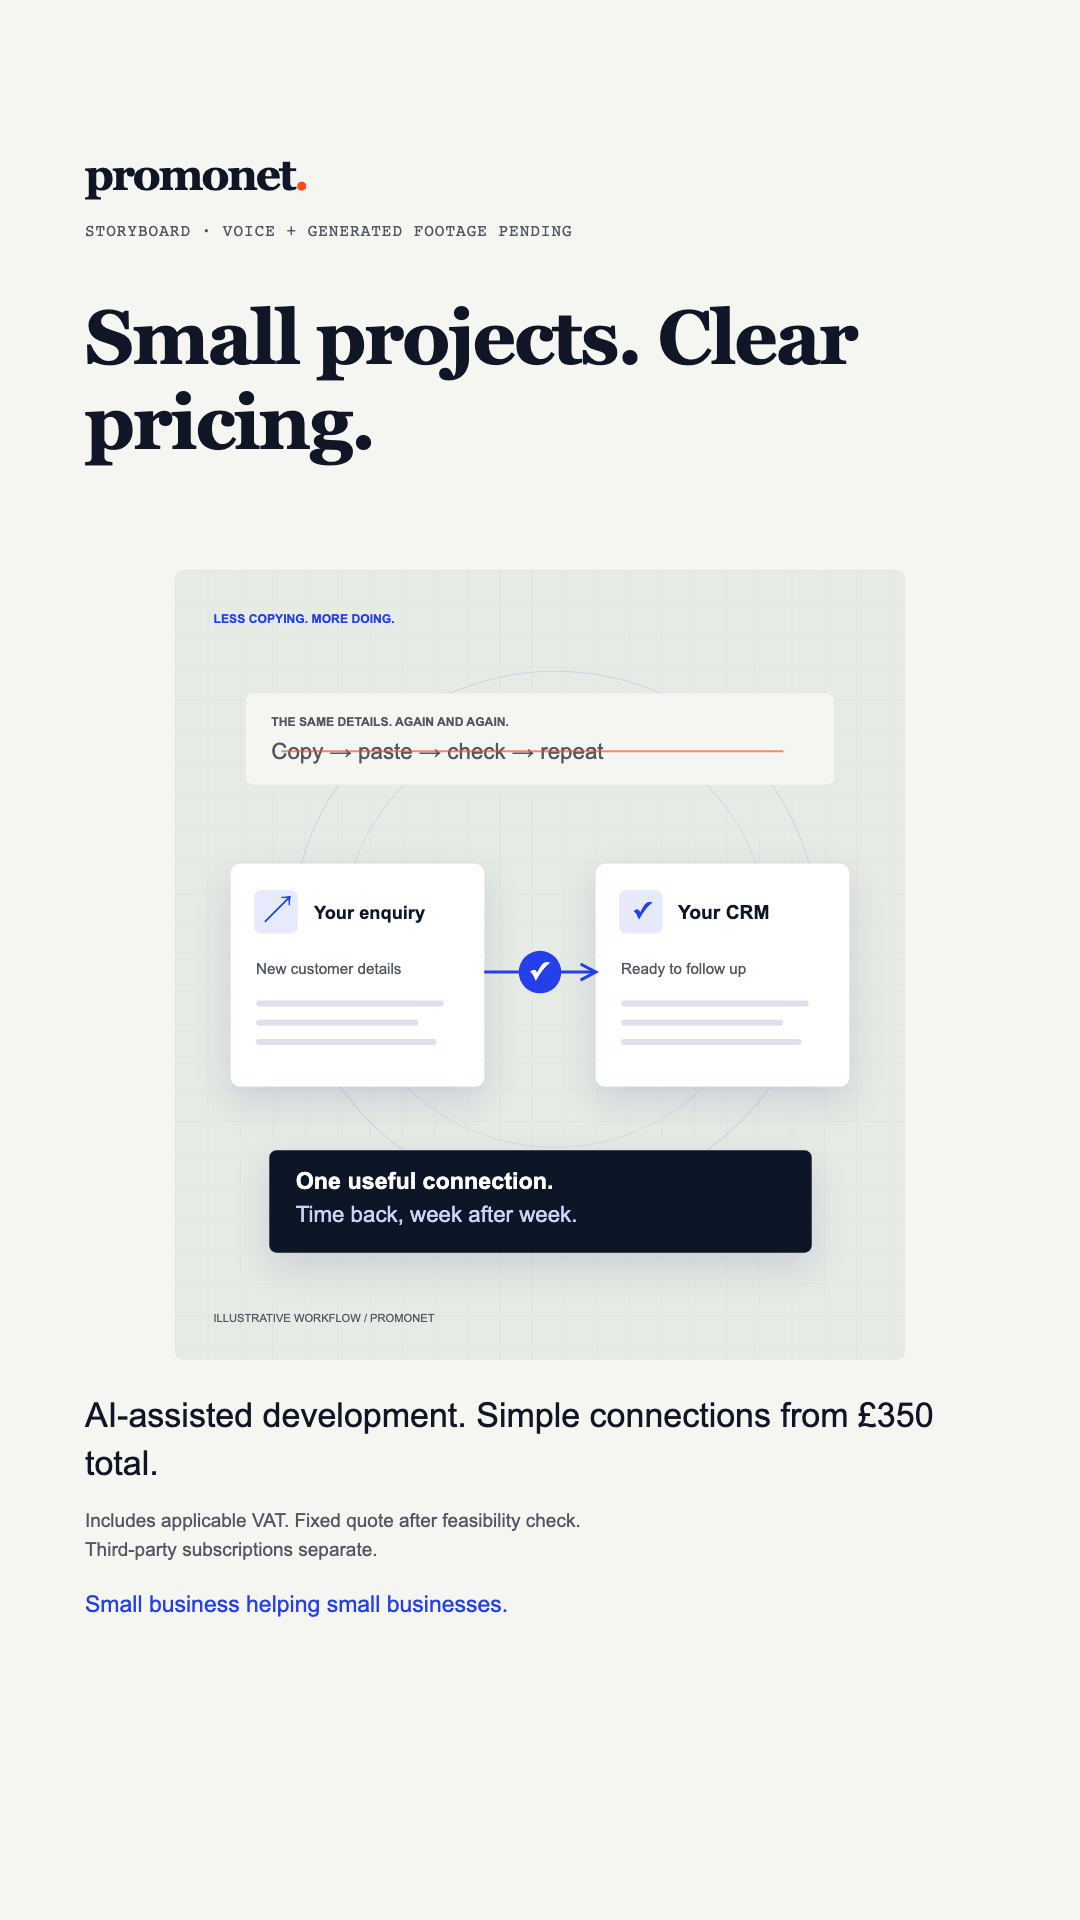 promonet.
STORYBOARD · VOICE + GENERATED FOOTAGE PENDING
Small projects. Clear
pricing.
LESS COPYING. MORE DOING.
THE SAME DETAILS. AGAIN AND AGAIN.
Copy → paste → check → repeat
Your enquiry
New customer details
Your CRM
Ready to follow up
One useful connection.
Time back, week after week.
ILLUSTRATIVE WORKFLOW / PROMONET
AI-assisted development. Simple connections from £350
total.
Includes applicable VAT. Fixed quote after feasibility check.
Third-party subscriptions separate.
Small business helping small businesses.